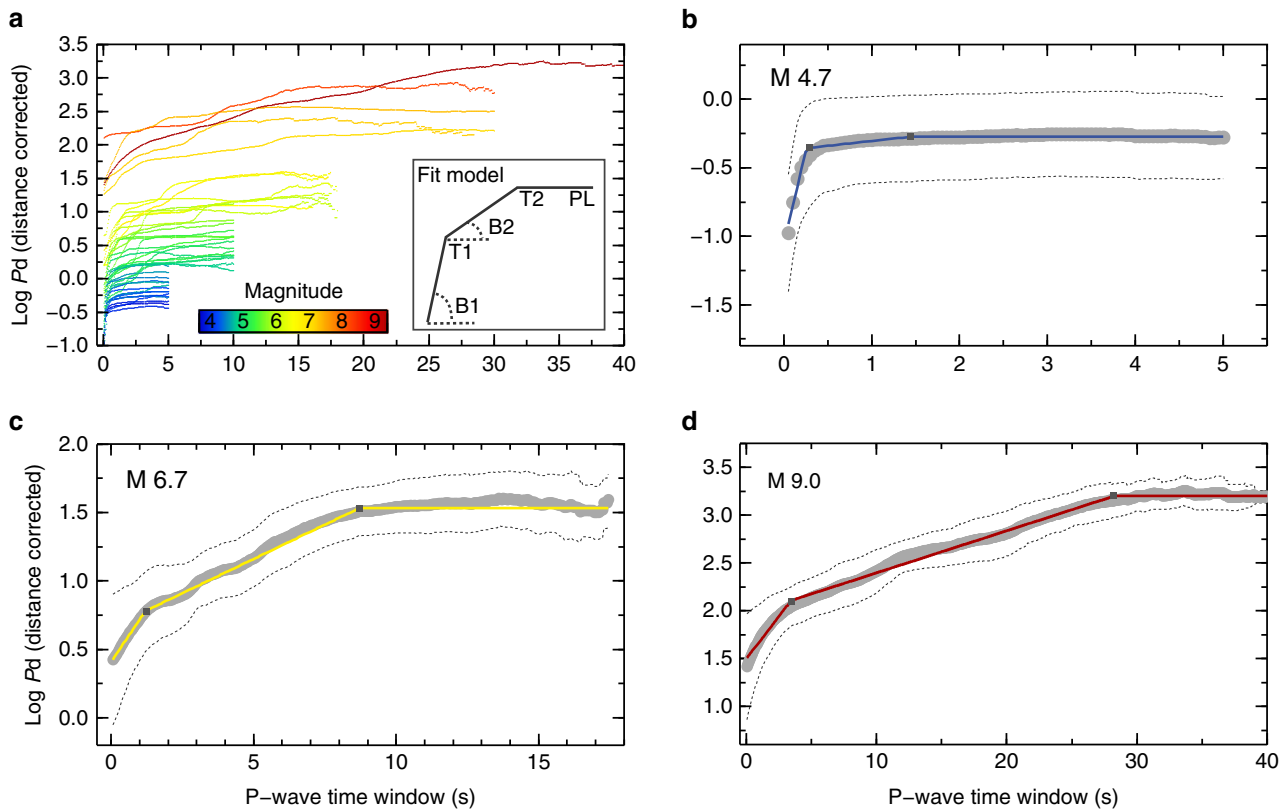 a
Log Pd (distance corrected)
3.5
3.0
2.5
2.0
1.5
1.0
0.5
0.0
−0.5
−1.0
0 5 10 15 20 25 30 35 40
Magnitude
4 5 6 7 8 9
Fit model
T2 PL
B2
T1
B1
b
M 4.7
0.0
−0.5
−1.0
−1.5
0 1 2 3 4 5
c
M 6.7
Log Pd (distance corrected)
2.0
1.5
1.0
0.5
0.0
0 5 10 15
P−wave time window (s)
d
M 9.0
3.5
3.0
2.5
2.0
1.5
1.0
0 10 20 30 40
P−wave time window (s)